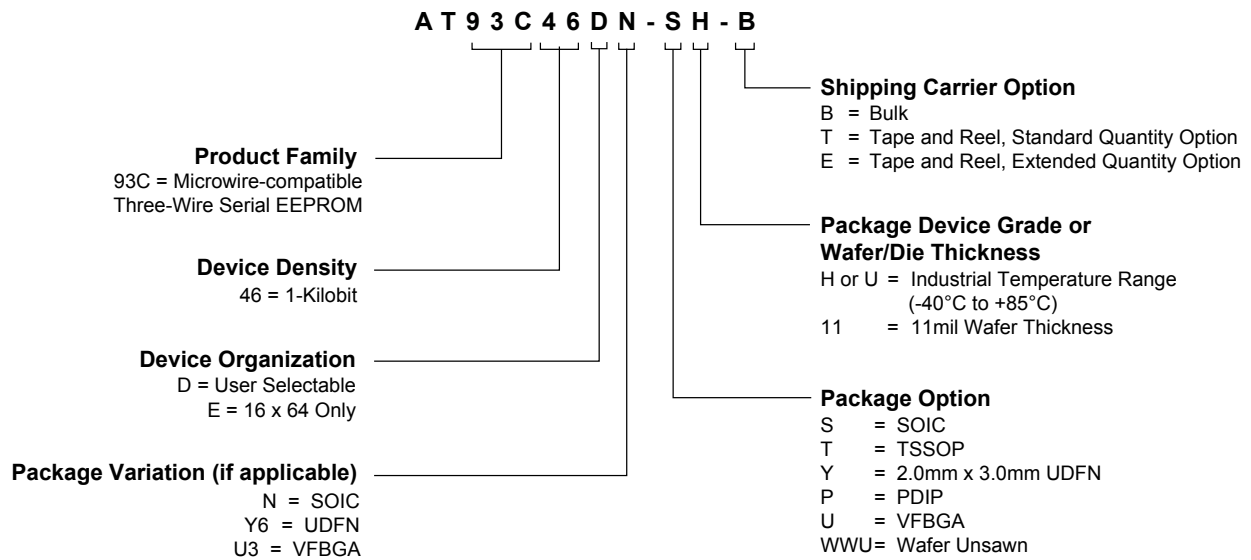 AT93C46DN-SH-B
Product Family
93C = Microwire-compatible
Three-Wire Serial EEPROM
Device Density
46 = 1-Kilobit
Device Organization
D = User Selectable
E = 16 x 64 Only
Package Variation (if applicable)
N = SOIC
Y6 = UDFN
U3 = VFBGA
Shipping Carrier Option
B = Bulk
T = Tape and Reel, Standard Quantity Option
E = Tape and Reel, Extended Quantity Option
Package Device Grade or
Wafer/Die Thickness
H or U = Industrial Temperature Range
(-40°C to +85°C)
11 = 11mil Wafer Thickness
Package Option
S = SOIC
T = TSSOP
Y = 2.0mm x 3.0mm UDFN
P = PDIP
U = VFBGA
WWU= Wafer Unsawn